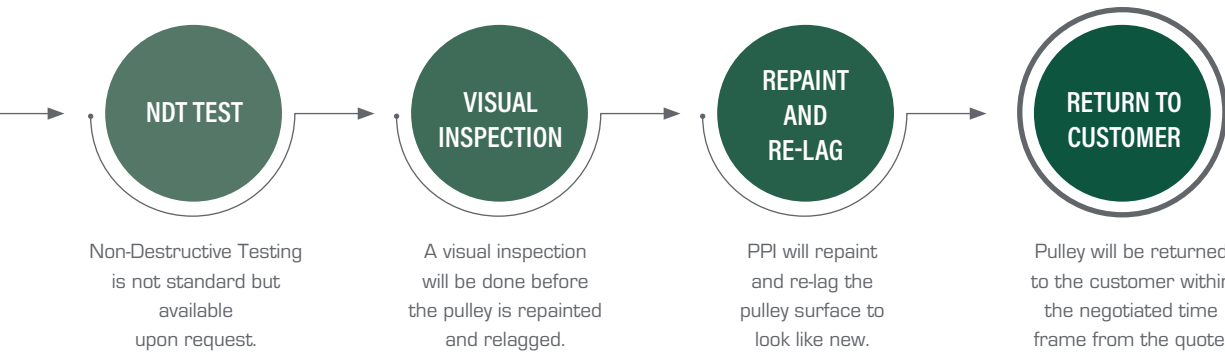 NDT TEST
Non-Destructive Testing
is not standard but
available
upon request.
VISUAL
INSPECTION
A visual inspection
will be done before
the pulley is repainted
and relagged.
REPAINT
AND
RE-LAG
PPI will repaint
and re-lag the
pulley surface to
look like new.
RETURN TO
CUSTOMER
Pulley will be returned
to the customer within
the negotiated time
frame from the quote